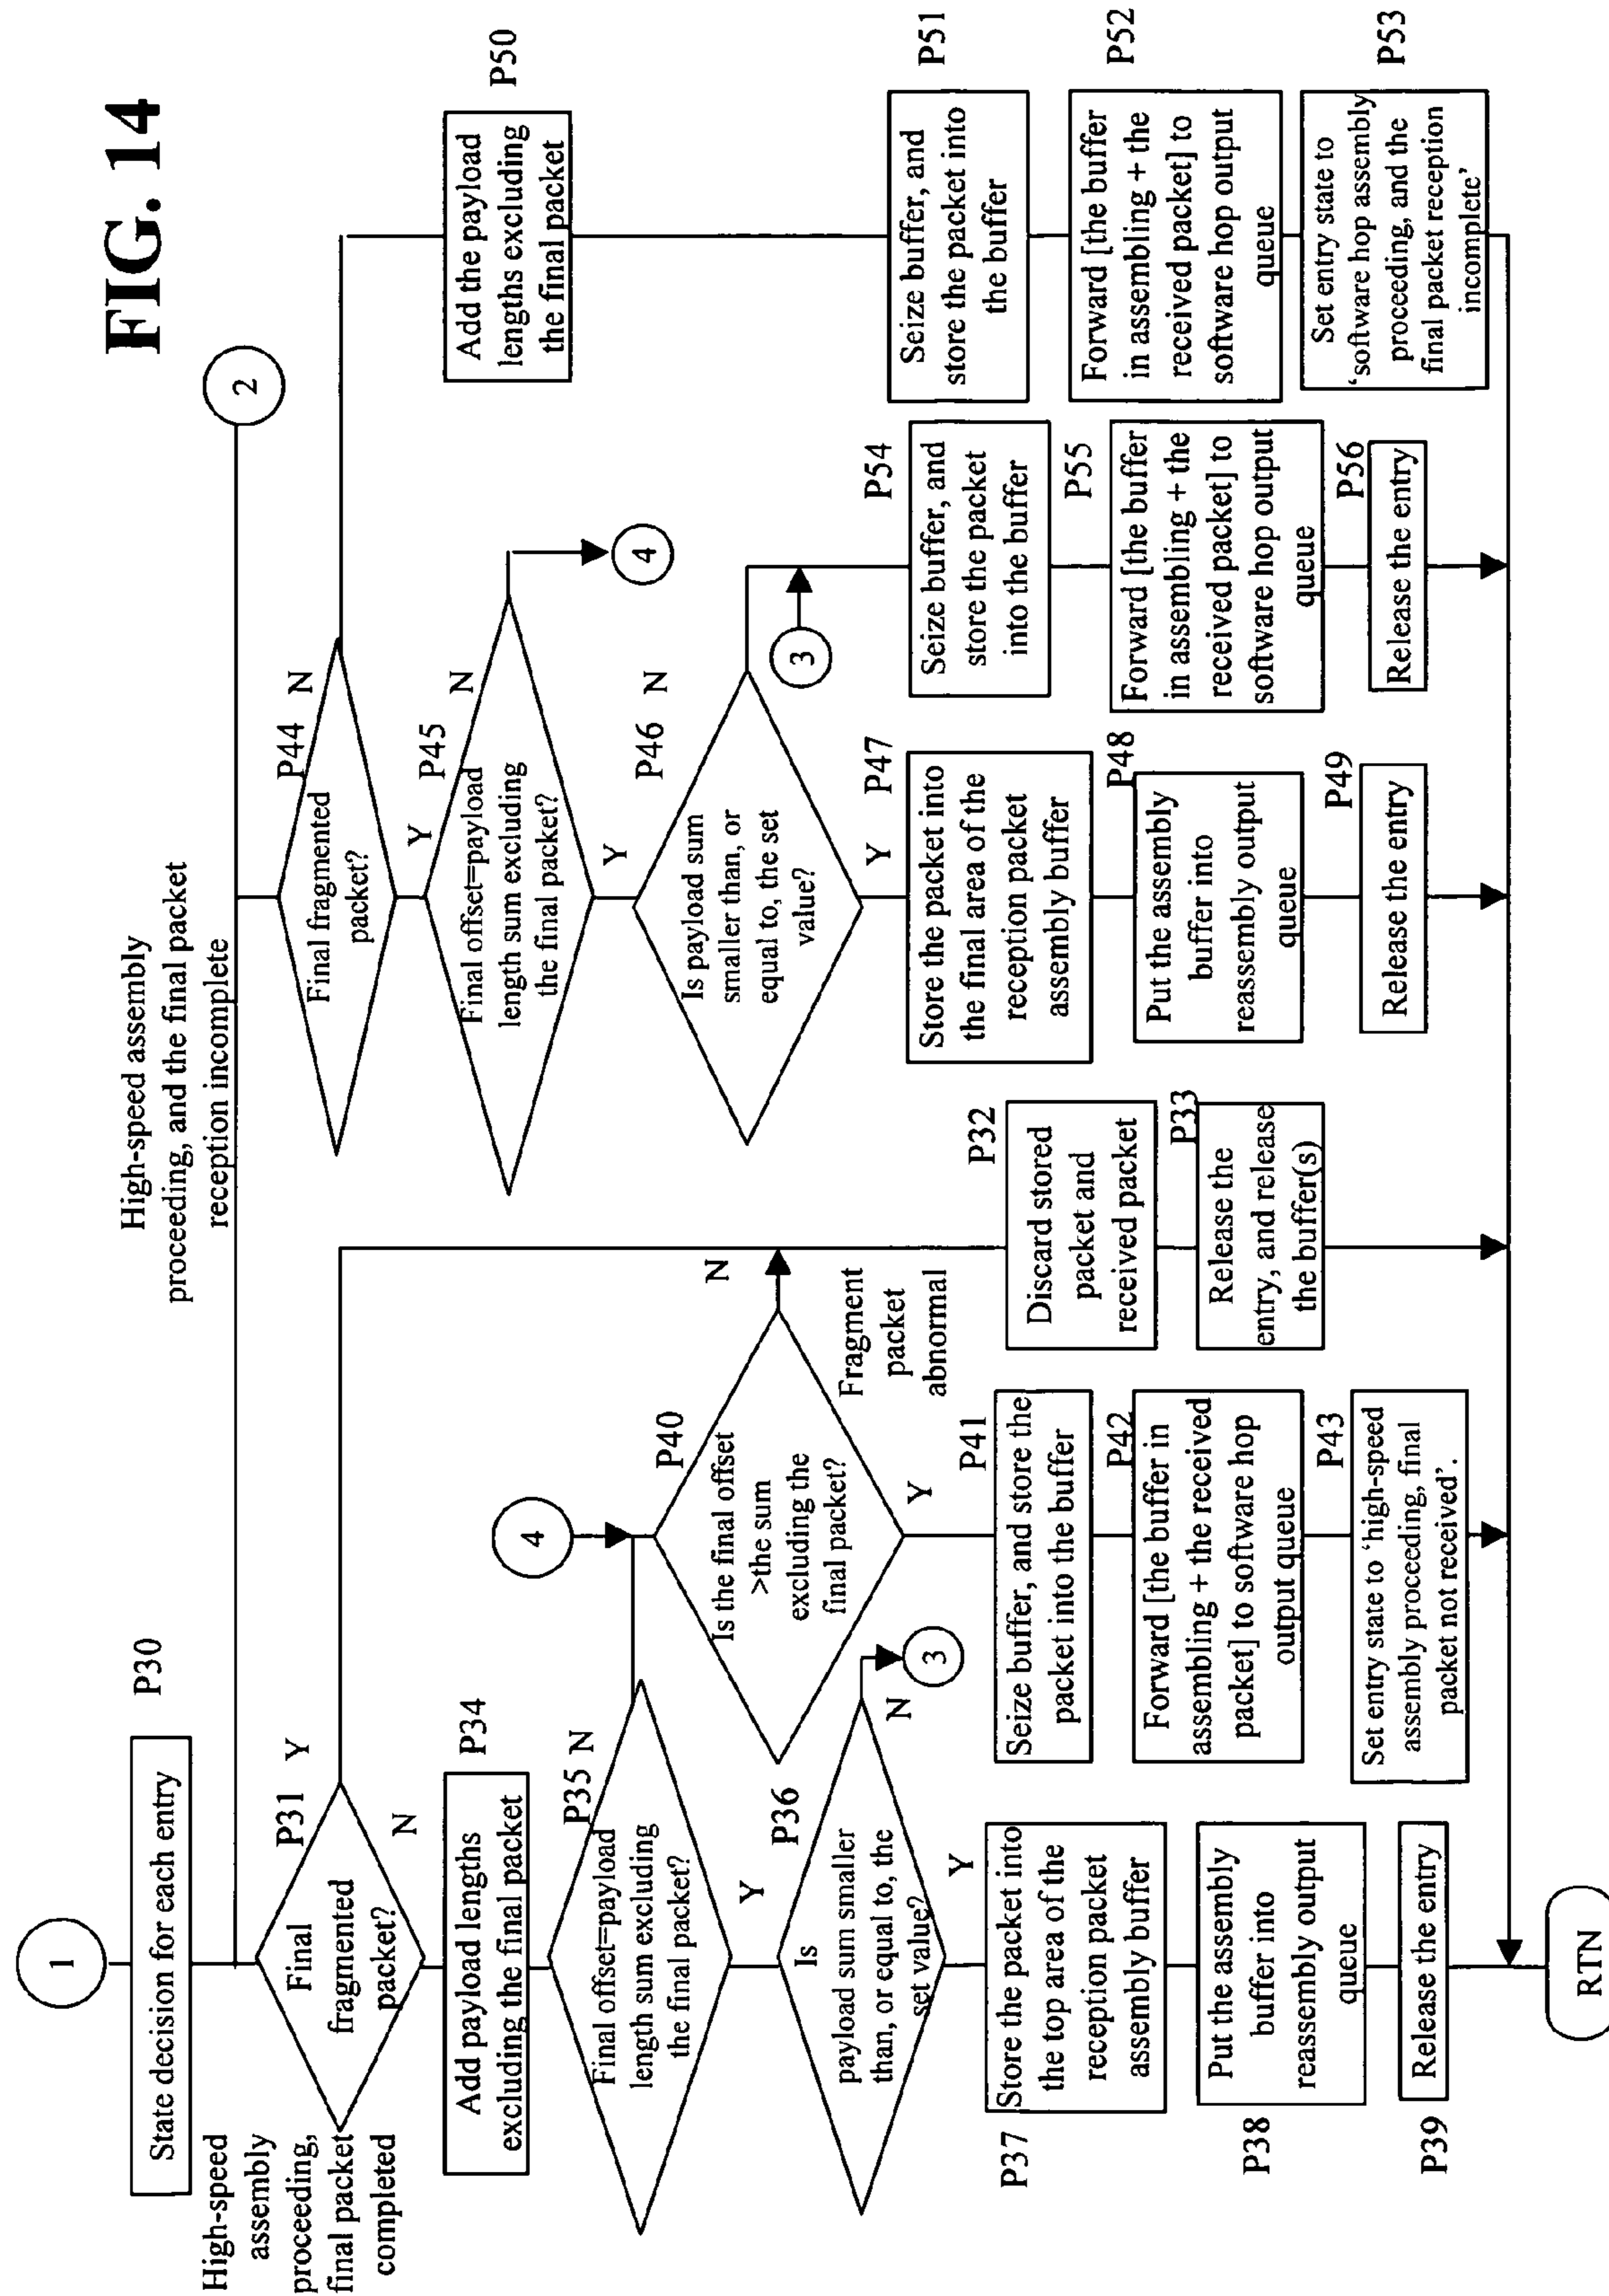 FIG. 14
1
P30
State decision for each entry
2
High-speed
assembly
proceeding,
final packet
completed
High-speed assembly
proceeding, and the final packet
reception incomplete
P31
Y
Final
fragmented
packet?
N
P34
Add payload lengths
excluding the final packet
P35
N
Final offset=payload
length sum excluding
the final packet?
Y
P36
Is
payload sum smaller
than, or equal to, the
set value?
N
3
Y
P37
Store the packet into
the top area of the
reception packet
assembly buffer
P38
Put the assembly
buffer into
reassembly output
queue
P39
Release the entry
4
P40
Is the final offset
>the sum
excluding the
final packet?
N
Y
Fragment
packet
abnormal
P41
Seize buffer, and store the
packet into the buffer
P42
Forward [the buffer in
assembling + the received
packet] to software hop
output queue
P43
Set entry state to ‘high-speed
assembly proceeding, final
packet not received’.
P32
Discard stored
packet and
received packet
P33
Release the
entry, and release
the buffer(s)
P44
N
Final fragmented
packet?
Y
P45
N
Final offset=payload
length sum excluding
the final packet?
4
Y
P46
N
Is payload sum
smaller than, or
equal to, the set
value?
3
Y
P47
Store the packet into
the final area of the
reception packet
assembly buffer
P48
Put the assembly
buffer into
reassembly output
queue
P49
Release the entry
P54
Seize buffer, and
store the packet
into the buffer
P55
Forward [the buffer
in assembling + the
received packet] to
software hop output
queue
P56
Release the entry
P50
Add the payload
lengths excluding
the final packet
P51
Seize buffer, and
store the packet into
the buffer
P52
Forward [the buffer
in assembling + the
received packet] to
software hop output
queue
P53
Set entry state to
‘software hop assembly
proceeding, and the
final packet reception
incomplete’
RTN